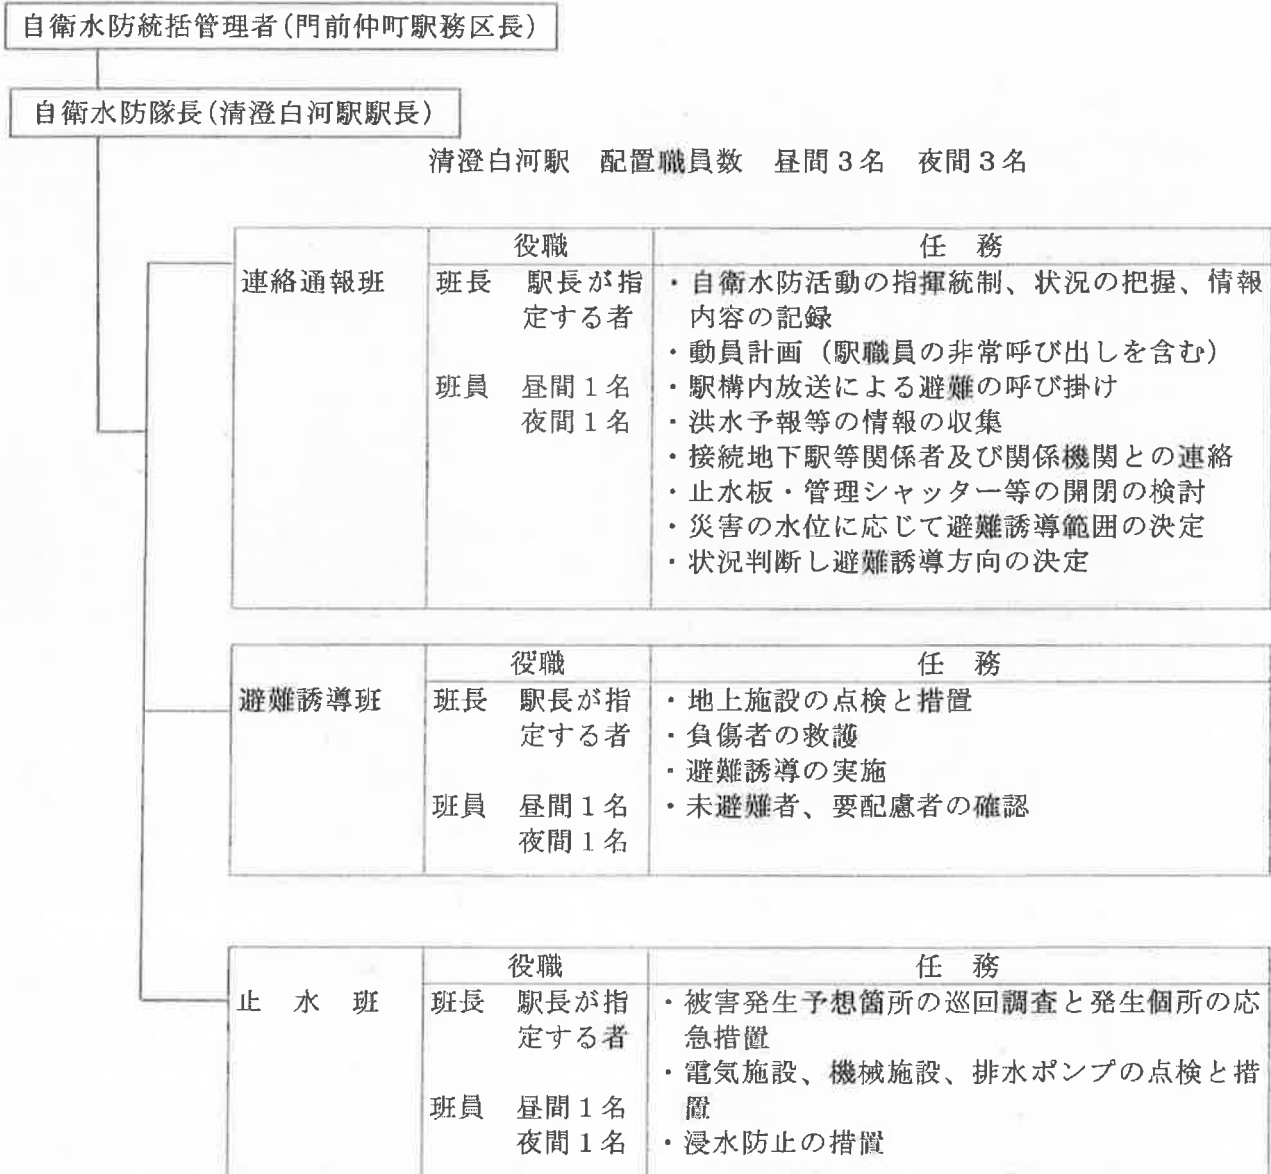 自衛水防統括管理者(門前仲町駅務区長)
自衛水防隊長(清澄白河駅駅長)
清澄白河駅 配置職員数 昼間3名 夜間3名
役職 任 務
連絡通報班 班長 駅長が指 ・自衛水防活動の指揮統制、状況の把握、情報
定する者 内容の記録
・動員計画(駅職員の非常呼び出しを含む)
班員 昼間1名 ・駅構内放送による避難の呼び掛け
夜間1名 ・洪水予報等の情報の収集
・接続地下駅等関係者及び関係機関との連絡
・止水板・管理シャッター等の開閉の検討
・災害の水位に応じて避難誘導範囲の決定
・状況判断し避難誘導方向の決定
役職 任 務
避難誘導班 班長 駅長が指 ・地上施設の点検と措置
定する者 ・負傷者の救護
・避難誘導の実施
班員 昼間1名 ・未避難者、要配慮者の確認
夜間1名
役職 任 務
止 水 班 班長 駅長が指 ・被害発生予想箇所の巡回調査と発生個所の応
定する者 急措置
・電気施設、機械施設、排水ポンプの点検と措
班員 昼間1名 置
夜間1名 ・浸水防止の措置